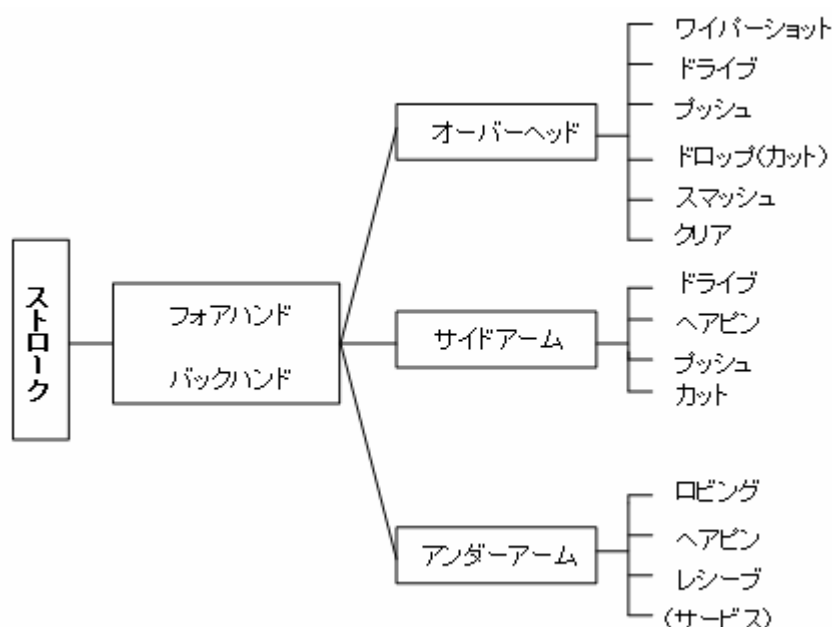 ストローク
フォアハンド
バックハンド
オーバーヘッド
ワイパーショット
ドライブ
プッシュ
ドロップ(カット)
スマッシュ
クリア
サイドアーム
ドライブ
ヘアピン
プッシュ
カット
アンダーアーム
ロビング
ヘアピン
レシーブ
(サービス)